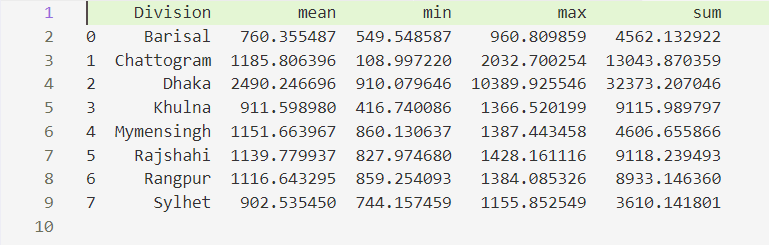 1 Division mean min max sum
2 0 Barisal 760.355487 549.548587 960.809859 4562.132922
3 1 Chattogram 1185.806396 108.997220 2032.700254 13043.870359
4 2 Dhaka 2490.246696 910.079646 10389.925546 32373.207046
5 3 Khulna 911.598980 416.740086 1366.520199 9115.989797
6 4 Mymensingh 1151.663967 860.130637 1387.443458 4606.655866
7 5 Rajshahi 1139.779937 827.974680 1428.161116 9118.239493
8 6 Rangpur 1116.643295 859.254093 1384.085326 8933.146360
9 7 Sylhet 902.535450 744.157459 1155.852549 3610.141801
10